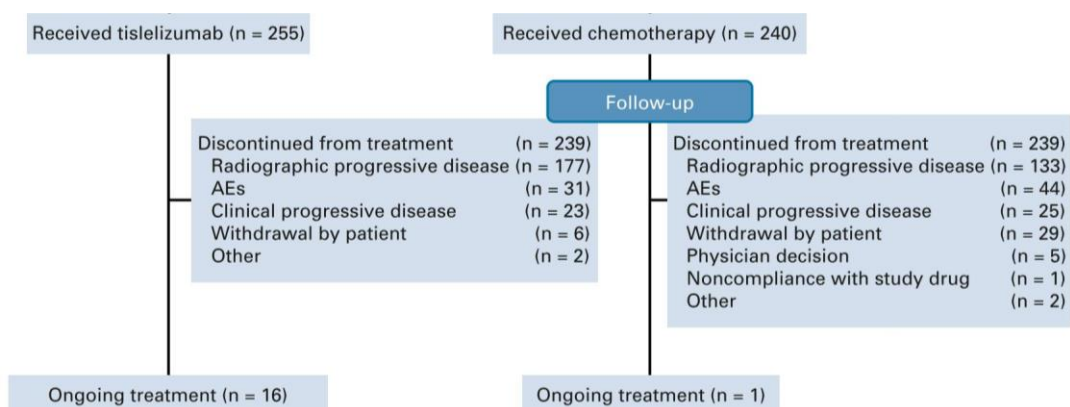 Received tislelizumab (n = 255)
Received chemotherapy (n = 240)
Follow-up
Discontinued from treatment (n = 239)
Radiographic progressive disease (n = 177)
AEs (n = 31)
Clinical progressive disease (n = 23)
Withdrawal by patient (n = 6)
Other (n = 2)
Discontinued from treatment (n = 239)
Radiographic progressive disease (n = 133)
AEs (n = 44)
Clinical progressive disease (n = 25)
Withdrawal by patient (n = 29)
Physician decision (n = 5)
Noncompliance with study drug (n = 1)
Other (n = 2)
Ongoing treatment (n = 16)
Ongoing treatment (n = 1)